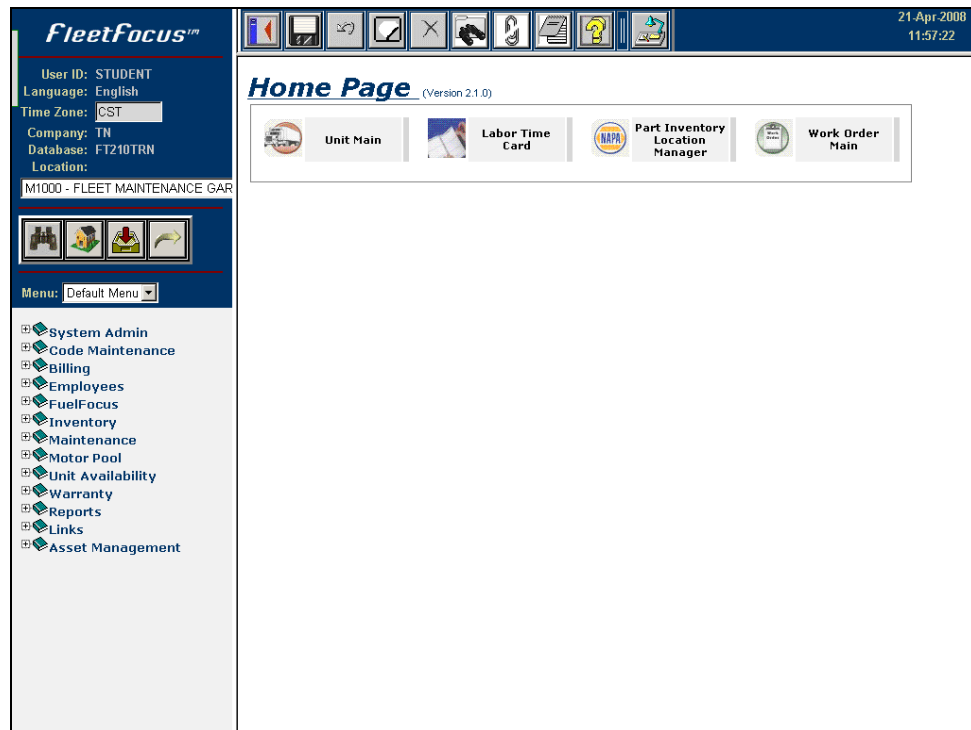 FleetFocus™
21-Apr-2008
11:57:22
User ID: STUDENT
Language: English
Time Zone: CST
Company: TN
Database: FT210TRN
Location:
M1000 - FLEET MAINTENANCE GAR
Menu: Default Menu
System Admin
Code Maintenance
Billing
Employees
FuelFocus
Inventory
Maintenance
Motor Pool
Unit Availability
Warranty
Reports
Links
Asset Management
Home Page (Version 2.1.0)
Unit Main
Labor Time
Card
NAPA
Part Inventory
Location
Manager
Work
Order
Work Order
Main